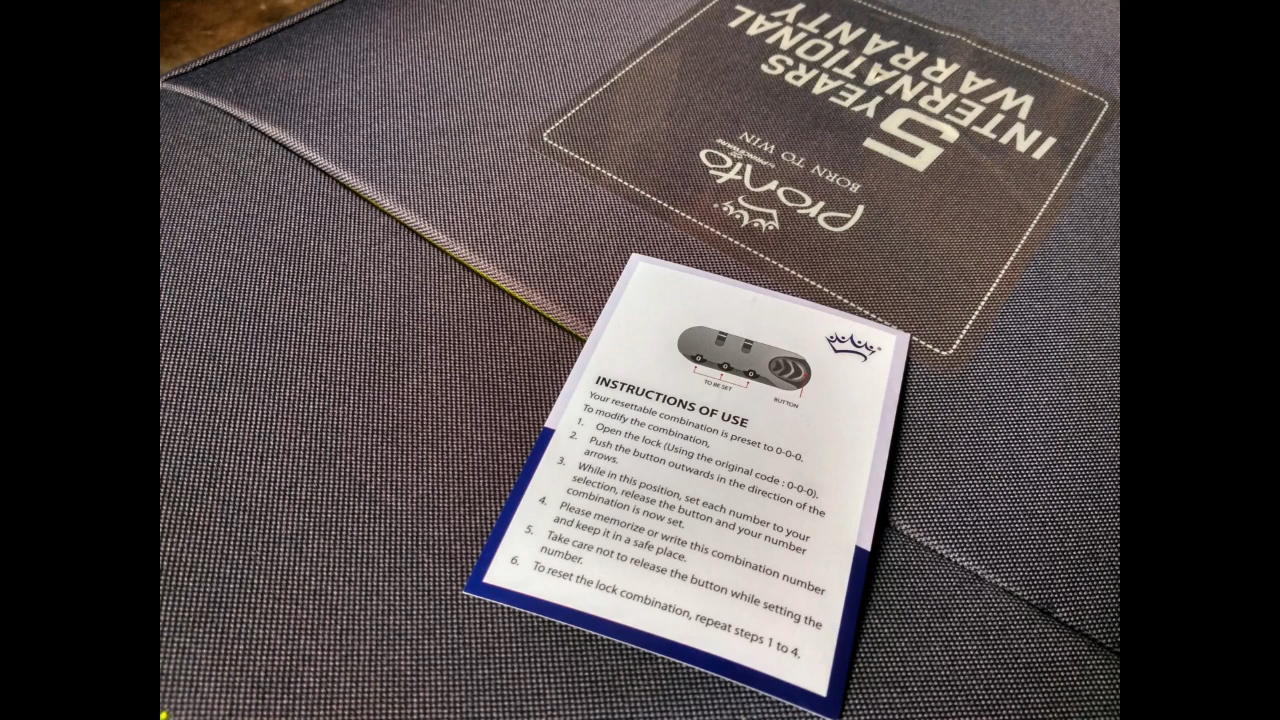 5 YEARS
INTERNATIONAL
WARRANTY
BORN TO WIN
pronto
TO BE SET
BUTTON
INSTRUCTIONS OF USE
Your resettable combination is preset to 0-0-0.
To modify the combination,
1. Open the lock (Using the original code : 0-0-0).
2. Push the button outwards in the direction of the
arrows.
3. While in this position, set each number to your
selection, release the button and your number
combination is now set.
4. Please memorize or write this combination number
and keep it in a safe place.
5. Take care not to release the button while setting the
number.
6. To reset the lock combination, repeat steps 1 to 4.